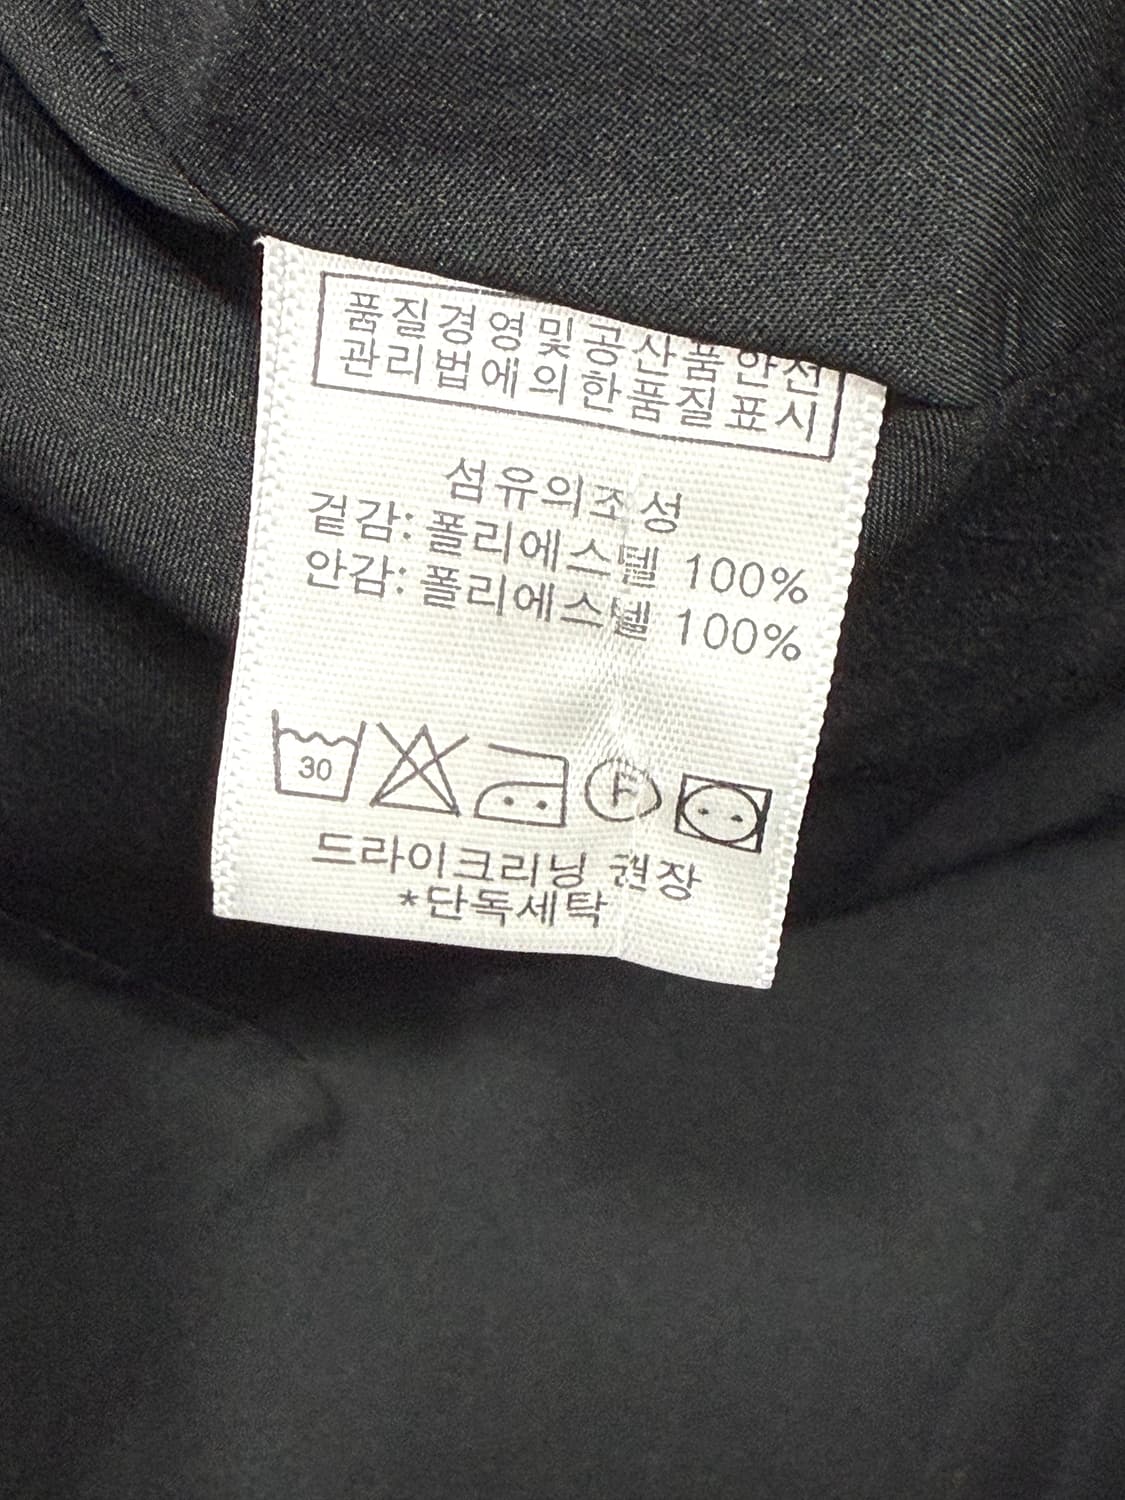 품질경영및공산품안전
관리법에의한품질표시
섬유의조성
겉감: 폴리에스텔 100%
안감: 폴리에스텔 100%
30 F
드라이크리닝 권장
*단독세탁